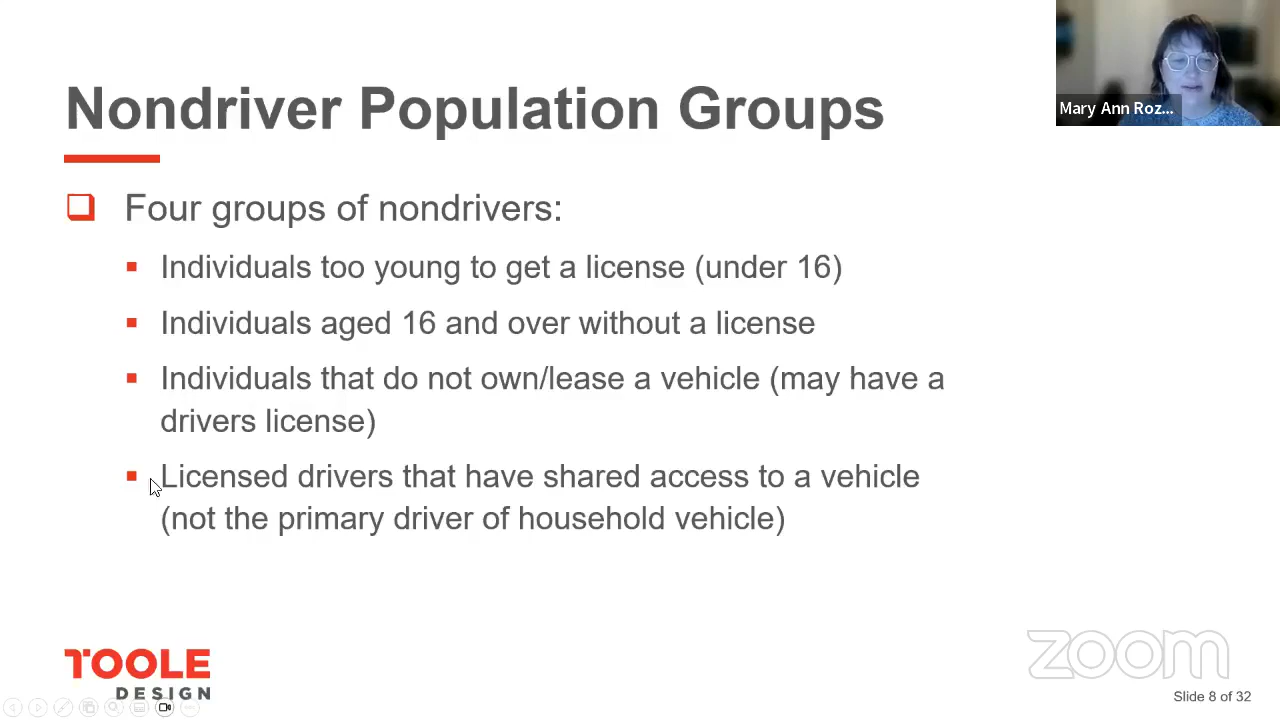 Nondriver Population Groups
Mary Ann Roz...
Four groups of nondrivers:
Individuals too young to get a license (under 16)
Individuals aged 16 and over without a license
Individuals that do not own/lease a vehicle (may have a
drivers license)
Licensed drivers that have shared access to a vehicle
(not the primary driver of household vehicle)
TOOLE
DESIGN
zoom
Slide 8 of 32